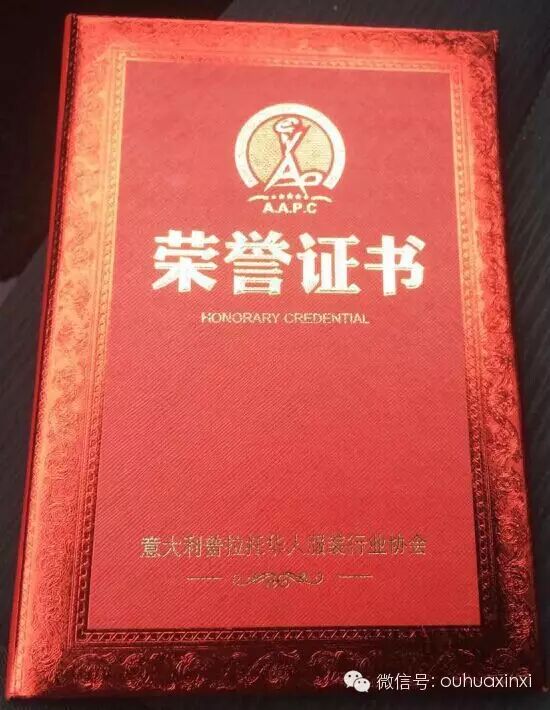 A.A.P.C
荣誉证书
HONORARY CREDENTIAL
意大利普拉托华人服装行业协会
微信号: ouhuaxinxi